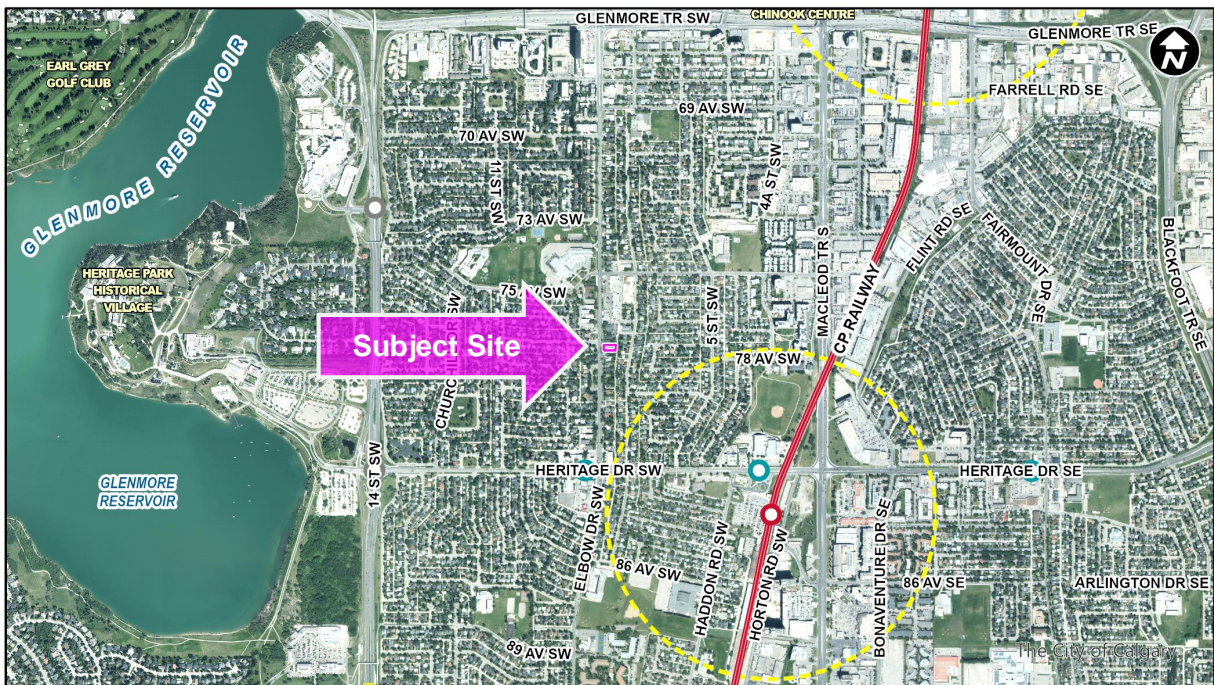 GLENMORE TR SW
CHINOOK CENTRE
GLENMORE TR SE
N
EARL GREY
GOLF CLUB
FARRELL RD SE
GLENMORE RESERVOIR
69 AV SW
70 AV SW
11 ST SW
4A ST SW
73 AV SW
FLINT RD SE
FAIRMOUNT DR SE
BLACKFOOT TR SE
HERITAGE PARK
HISTORICAL
VILLAGE
75 AV SW
CHURCHILL DR SW
5 ST SW
MACLEOD TR S
CP RAILWAY
Subject Site
78 AV SW
14 ST SW
HERITAGE DR SW
HERITAGE DR SE
GLENMORE
RESERVOIR
ELBOW DR SW
HADDON RD SW
HORTON RD SW
BONAVENTURE DR SE
86 AV SW
86 AV SE
ARLINGTON DR SE
89 AV SW
The City of Calgary